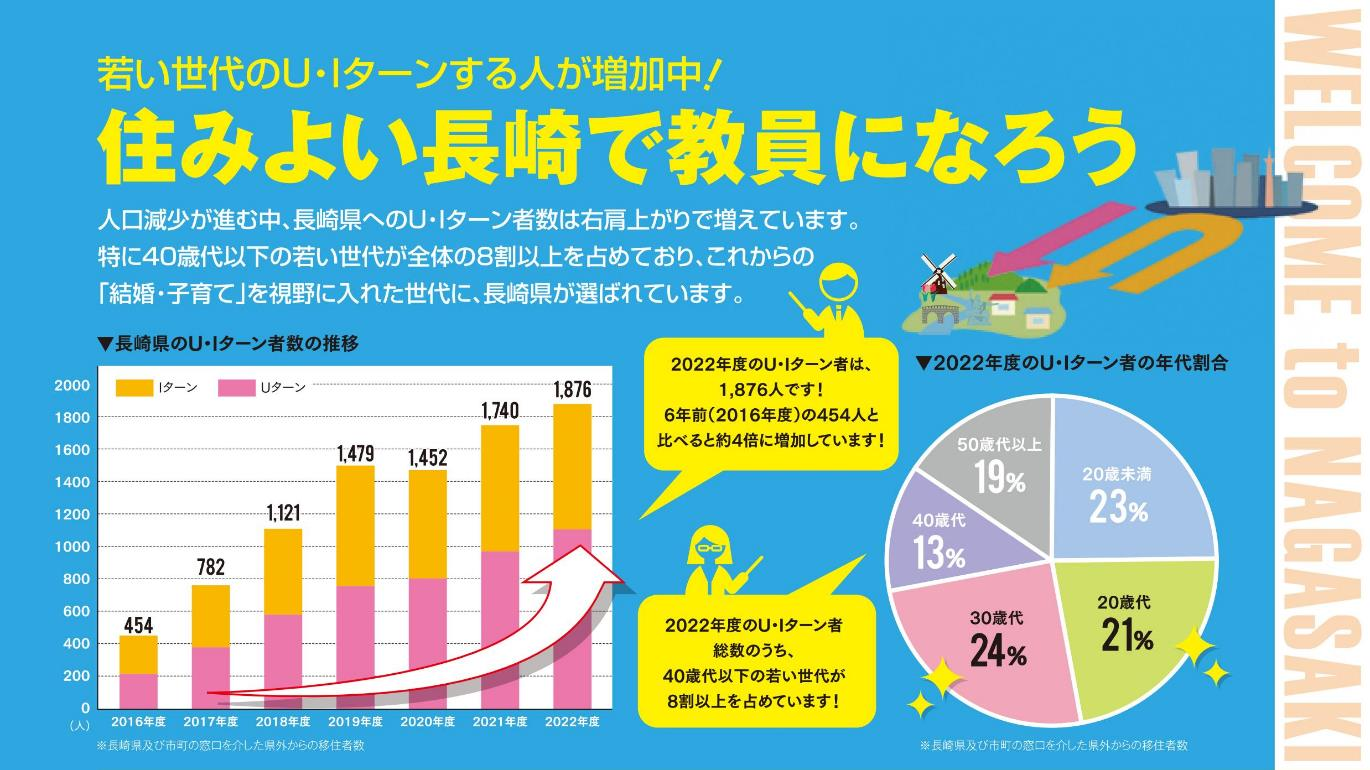 若い世代のU・Iターンする人が増加中!
住みよい長崎で教員になろう
人口減少が進む中、長崎県へのU・Iターン者数は右肩上がりで増えています。
特に40歳代以下の若い世代が全体の8割以上を占めており、これからの
「結婚・子育て」を視野に入れた世代に、長崎県が選ばれています。
▼長崎県のU・Iターン者数の推移
Iターン
Uターン
2000
1800
1600
1400
1200
1000
800
600
400
200
0
(人)
454
782
1,121
1,479
1,452
1,740
1,876
2016年度
2017年度
2018年度
2019年度
2020年度
2021年度
2022年度
※長崎県及び市町の窓口を介した県外からの移住者数
2022年度のU・Iターン者は、
1,876人です!
6年前(2016年度)の454人と
比べると約4倍に増加しています!
2022年度のU・Iターン者
総数のうち、
40歳代以下の若い世代が
8割以上を占めています!
▼2022年度のU・Iターン者の年代割合
20歳未満
23%
20歳代
21%
30歳代
24%
40歳代
13%
50歳代以上
19%
※長崎県及び市町の窓口を介した県外からの移住者数
WELCOME to NAGASAKI